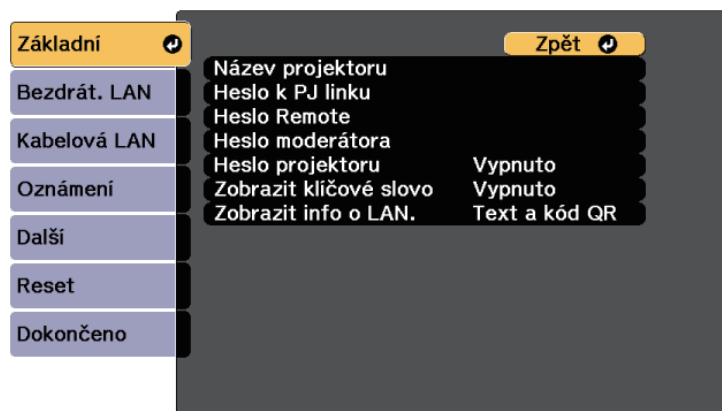 Základní
Bezdrát. LAN
Kabelová LAN
Oznámení
Další
Reset
Dokončeno
Zpět
Název projektoru
Heslo k PJ linku
Heslo Remote
Heslo moderátora
Heslo projektoru Vypnuto
Zobrazit klíčové slovo Vypnuto
Zobrazit info o LAN. Text a kód QR